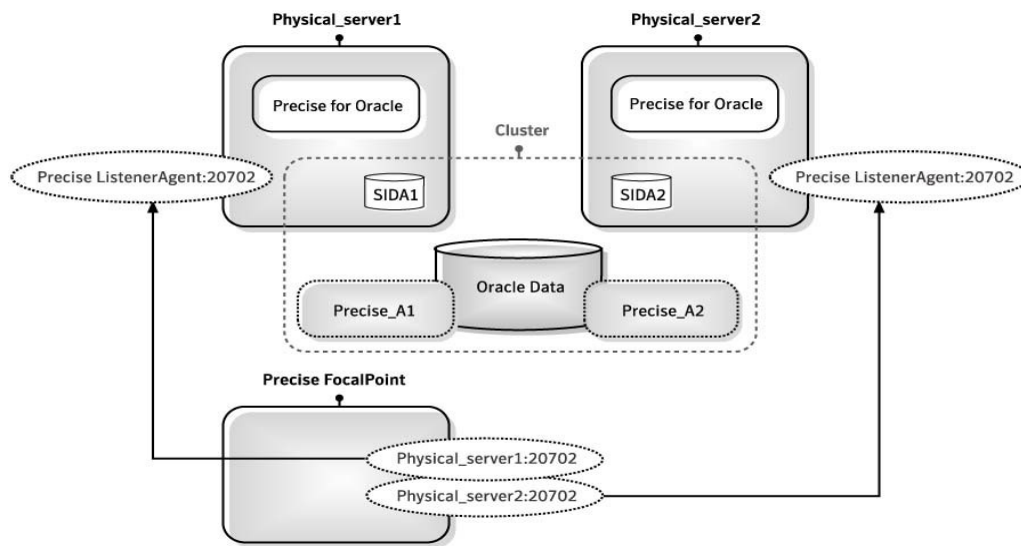 Physical_server1
Physical_server2
Precise for Oracle
Precise for Oracle
Cluster
Precise ListenerAgent:20702
Precise ListenerAgent:20702
SIDA1
SIDA2
Oracle Data
Precise_A1
Precise_A2
Precise FocalPoint
Physical_server1:20702
Physical_server2:20702